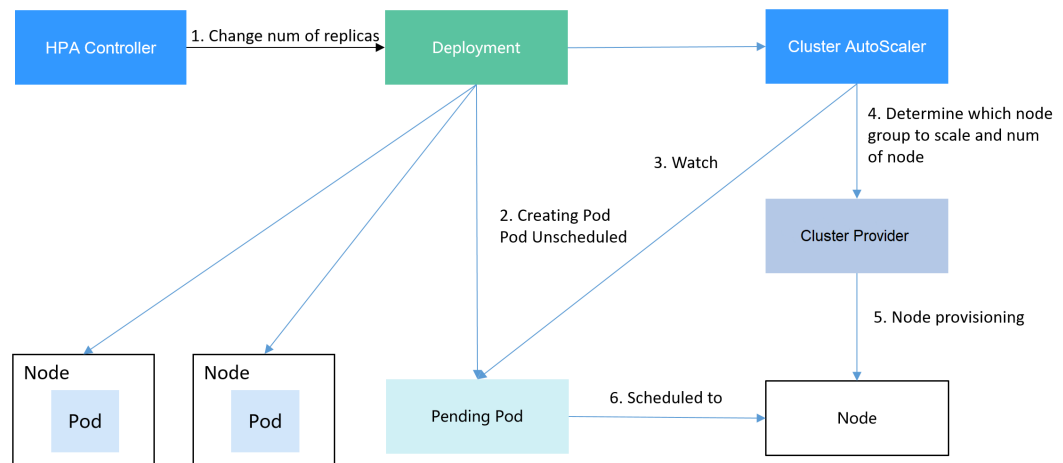 HPA Controller
1. Change num of replicas
Deployment
Cluster AutoScaler
4. Determine which node
group to scale and num
of node
3. Watch
2. Creating Pod
Pod Unscheduled
Cluster Provider
5. Node provisioning
Node
Pod
Node
Pod
Pending Pod
6. Scheduled to
Node